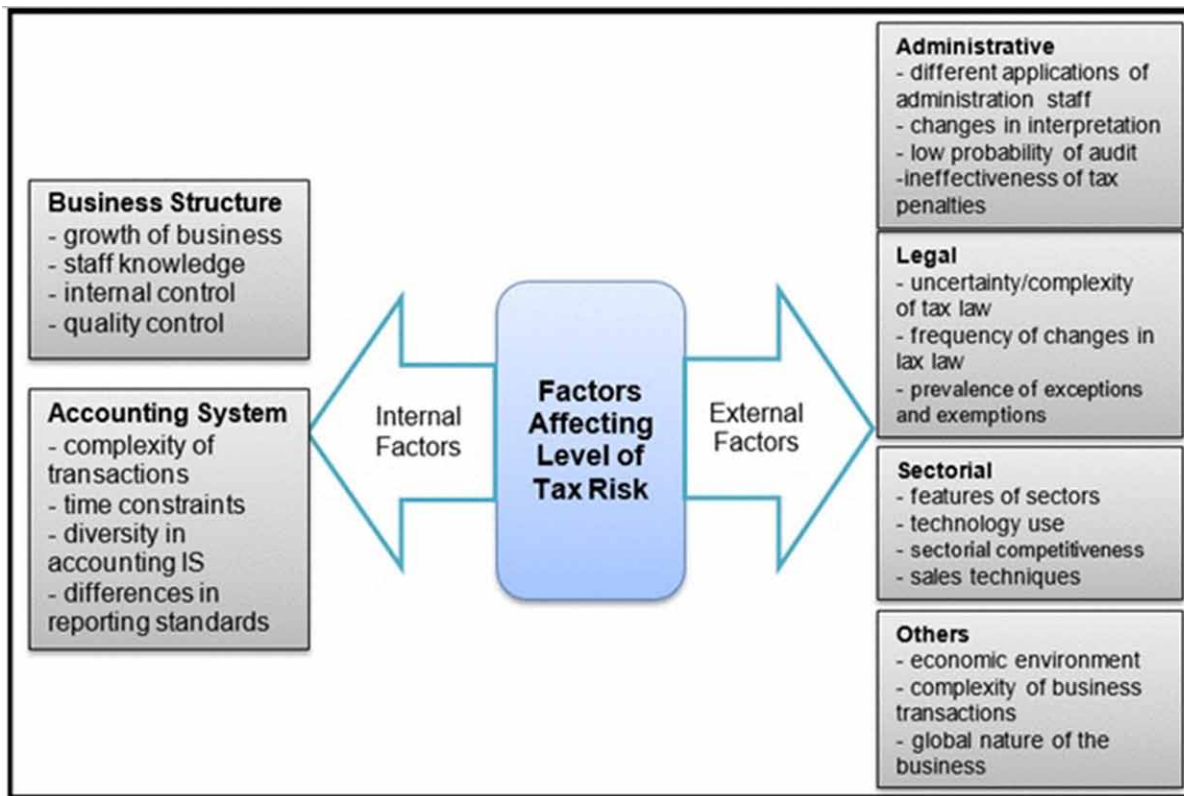 Business Structure
- growth of business
- staff knowledge
- internal control
- quality control
Accounting System
- complexity of
transactions
- time constraints
- diversity in
accounting IS
- differences in
reporting standards
Internal
Factors
Factors
Affecting
Level of
Tax Risk
External
Factors
Administrative
- different applications of
administration staff
- changes in interpretation
- low probability of audit
-ineffectiveness of tax
penalties
Legal
- uncertainty/complexity
of tax law
- frequency of changes in
lax law
- prevalence of exceptions
and exemptions
Sectorial
- features of sectors
- technology use
- sectorial competitiveness
- sales techniques
Others
- economic environment
- complexity of business
transactions
- global nature of the
business